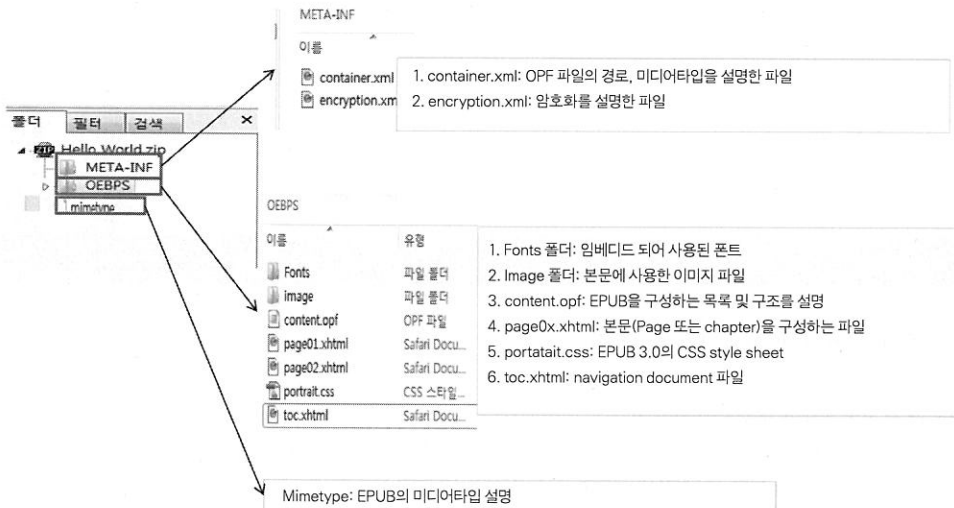 META-INF
이름
container.xml
encryption.xm
1. container.xml: OPF 파일의 경로, 미디어타입을 설명한 파일
2. encryption.xml: 암호화를 설명한 파일
폴더 필터 검색 ×
Hello World.zip
META-INF
OEBPS
mimetype
OEBPS
이름 유형
Fonts 파일 폴더
image 파일 폴더
content.opf OPF 파일
page01.xhtml Safari Docu...
page02.xhtml Safari Docu...
portrait.css CSS 스타일...
toc.xhtml Safari Docu...
1. Fonts 폴더: 임베디드 되어 사용된 폰트
2. Image 폴더: 본문에 사용한 이미지 파일
3. content.opf: EPUB을 구성하는 목록 및 구조를 설명
4. page0x.xhtml: 본문(Page 또는 chapter)을 구성하는 파일
5. portatait.css: EPUB 3.0의 CSS style sheet
6. toc.xhtml: navigation document 파일
Mimetype: EPUB의 미디어타입 설명